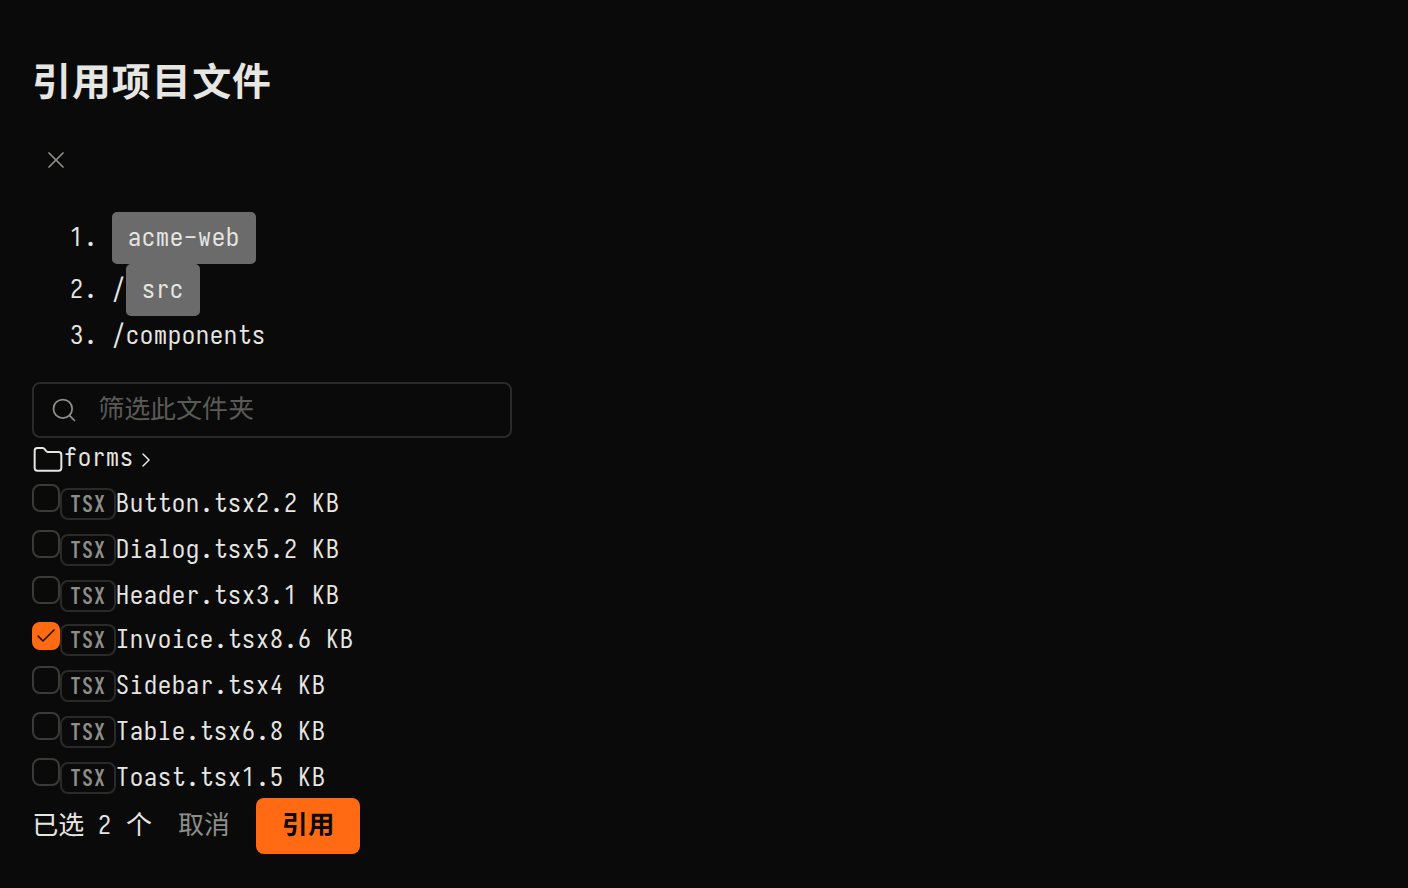 引用项目文件
1. acme-web
2. / src
3. /components
筛选此文件夹
forms
TSX Button.tsx2.2 KB
TSX Dialog.tsx5.2 KB
TSX Header.tsx3.1 KB
TSX Invoice.tsx8.6 KB
TSX Sidebar.tsx4 KB
TSX Table.tsx6.8 KB
TSX Toast.tsx1.5 KB
已选 2 个 取消 引用